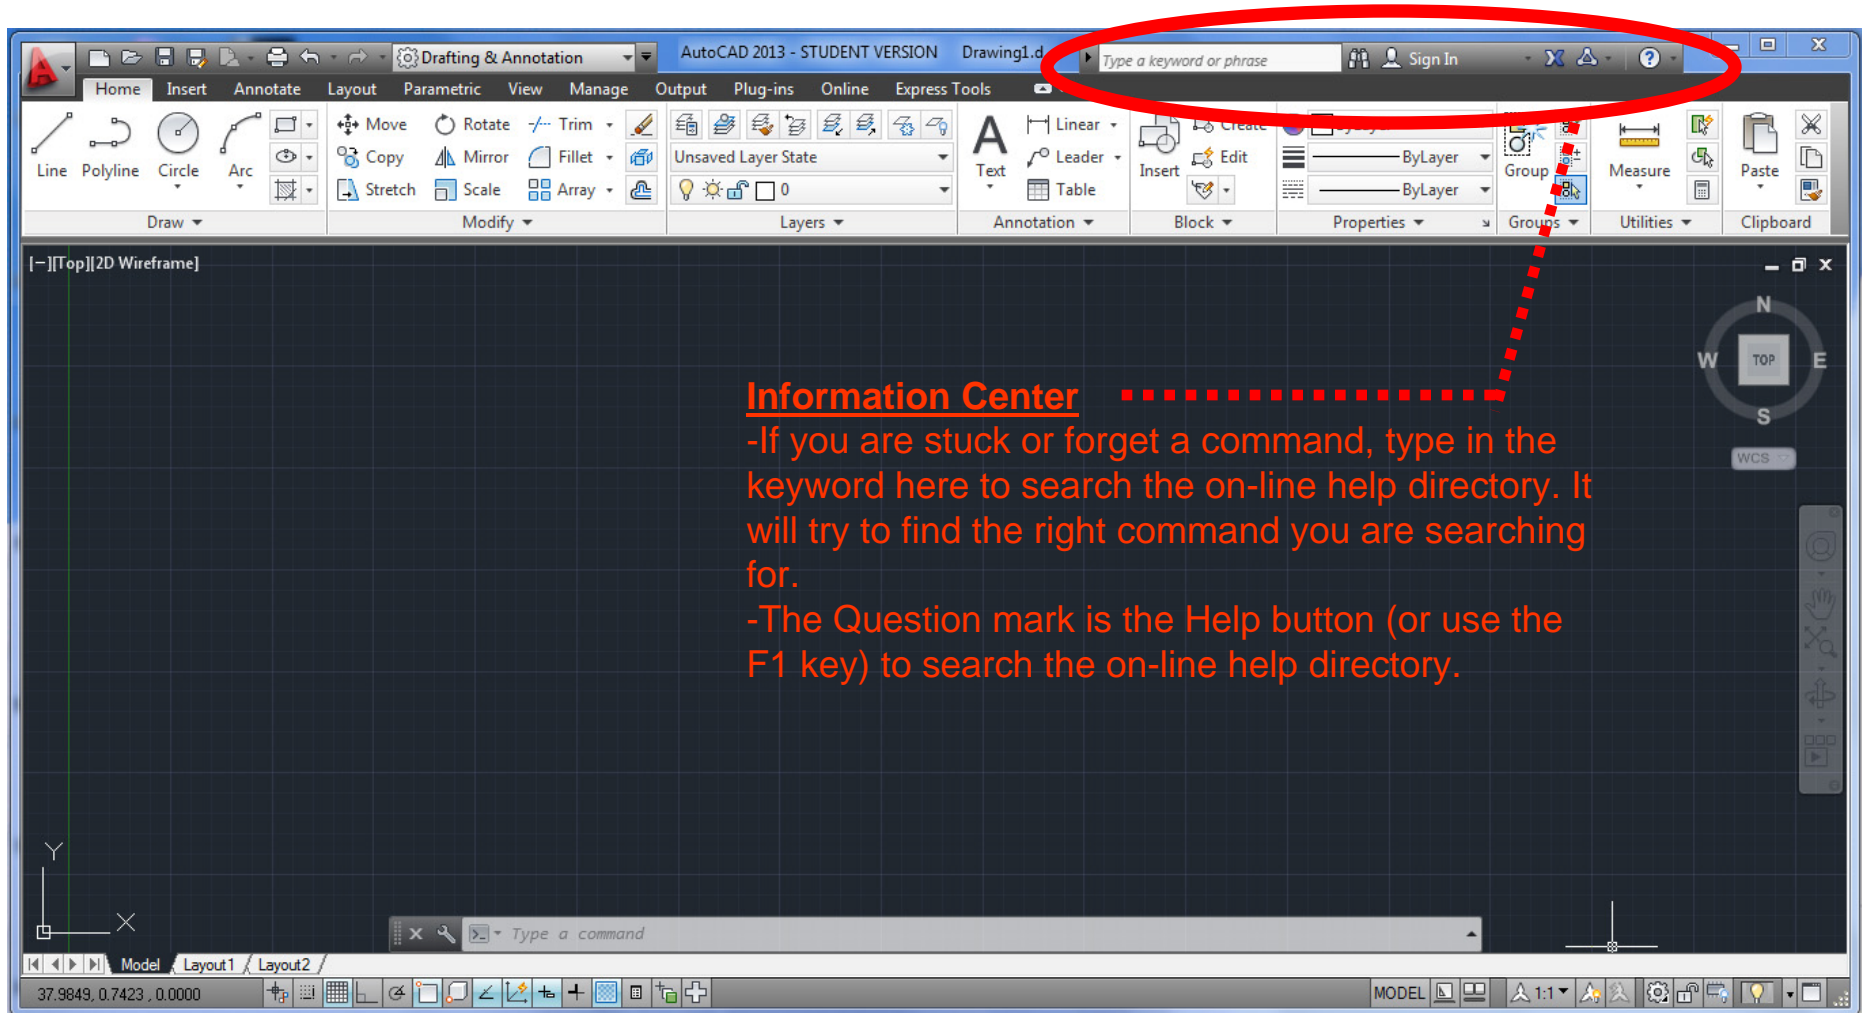 Drafting & Annotation
AutoCAD 2013 - STUDENT VERSION Drawing1.d
Type a keyword or phrase
Sign In
Home Insert Annotate Layout Parametric View Manage Output Plug-ins Online Express Tools
Line Polyline Circle Arc
Move Rotate Trim
Copy Mirror Fillet
Stretch Scale Array
Unsaved Layer State
0
Text
Linear
Leader
Table
Insert
Create
Edit
ByLayer
ByLayer
ByLayer
Group
Measure
Paste
Draw Modify Layers Annotation Block Properties Groups Utilities Clipboard
[−][Top][2D Wireframe]
N
W TOP E
S
WCS
Information Center
-If you are stuck or forget a command, type in the
keyword here to search the on-line help directory. It
will try to find the right command you are searching
for.
-The Question mark is the Help button (or use the
F1 key) to search the on-line help directory.
Y
X
Type a command
Model Layout1 Layout2
37.9849, 0.7423 , 0.0000
MODEL
1:1